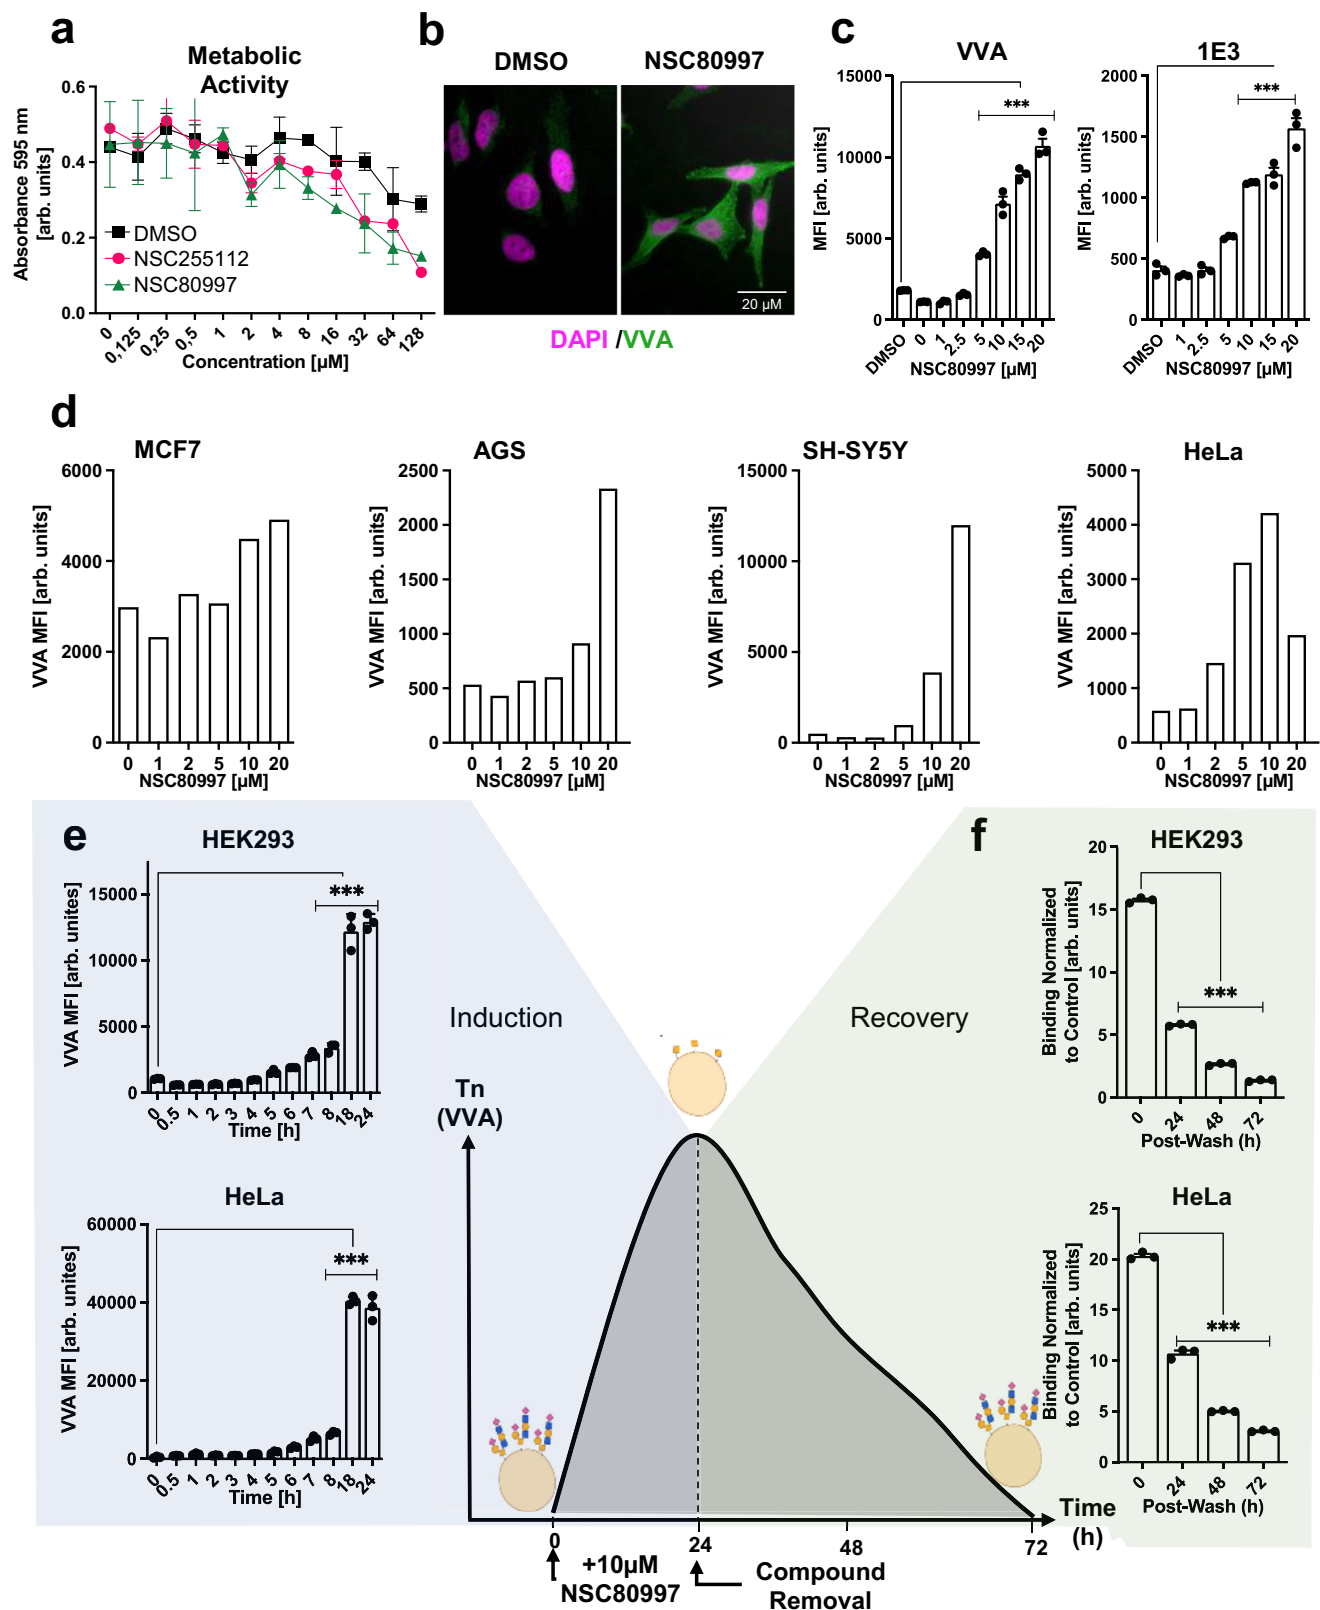 a
Metabolic
Activity
Absorbance 595 nm
[arb. units]
0.6
0.4
0.2
0.0
DMSO
NSC255112
NSC80997
0 0,125 0,25 0,5 1 2 4 8 16 32 64 128
Concentration [µM]
b
DMSO NSC80997
20 µM
DAPI /VVA
c
VVA
MFI [arb. units]
15000
10000
5000
0
***
DMSO 0 1 2.5 5 10 15 20
NSC80997 [µM]
1E3
MFI [arb. units]
2000
1500
1000
500
0
***
DMSO 1 2.5 5 10 15 20
NSC80997 [µM]
d
MCF7
VVA MFI [arb. units]
6000
4000
2000
0
0 1 2 5 10 20
NSC80997 [µM]
AGS
VVA MFI [arb. units]
2500
2000
1500
1000
500
0
0 1 2 5 10 20
NSC80997 [µM]
SH-SY5Y
VVA MFI [arb. units]
15000
10000
5000
0
0 1 2 5 10 20
NSC80997 [µM]
HeLa
VVA MFI [arb. units]
5000
4000
3000
2000
1000
0
0 1 2 5 10 20
NSC80997 [µM]
e
HEK293
VVA MFI [arb. unites]
15000
10000
5000
0
***
0 0.5 1 2 3 4 5 6 7 8 18 24
Time [h]
HeLa
VVA MFI [arb. unites]
60000
40000
20000
0
***
0 0.5 1 2 3 4 5 6 7 8 18 24
Time [h]
Induction
Recovery
Tn
(VVA)
0 24 48 72
Time
(h)
+10µM
NSC80997
Compound
Removal
f
HEK293
Binding Normalized
to Control [arb. units]
20
15
10
5
0
***
0 24 48 72
Post-Wash (h)
HeLa
Binding Normalized
to Control [arb. units]
25
20
15
10
5
0
***
0 24 48 72
Post-Wash (h)